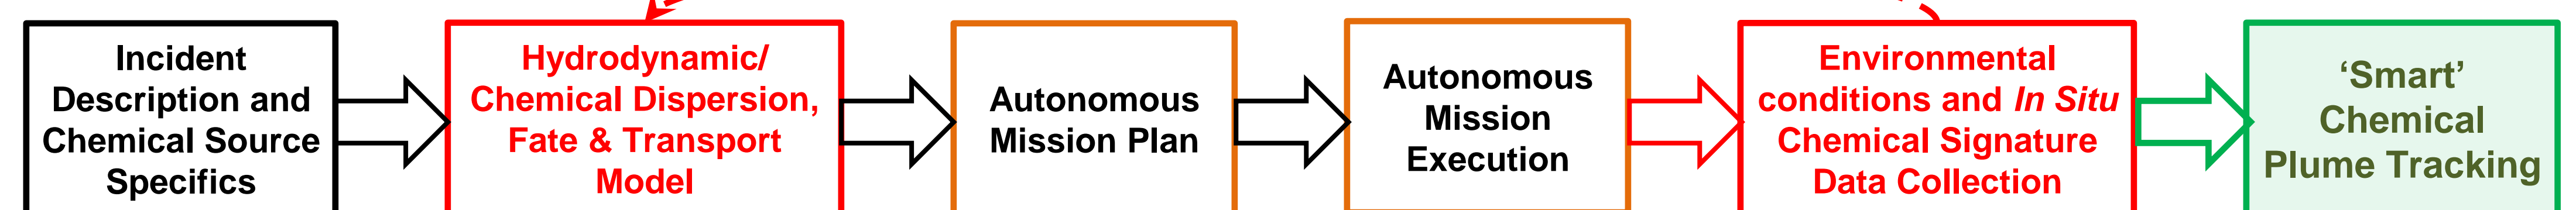 Incident
Description and
Chemical Source
Specifics
Hydrodynamic/
Chemical Dispersion,
Fate & Transport
Model
Autonomous
Mission Plan
Autonomous
Mission
Execution
Environmental
conditions and In Situ
Chemical Signature
Data Collection
‘Smart’
Chemical
Plume Tracking